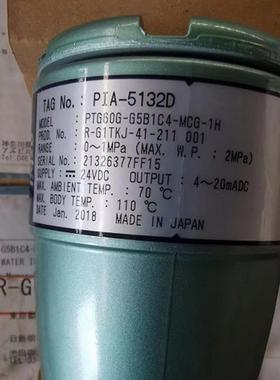 TAG No. : PIA-5132D
MODEL : PTG60G-G5B1C4-MCG-1H
PROD. No. : R-G1TKJ-41-211 001
RANGE : 0~1MPa (MAX. W.P. : 2MPa)
SERIAL No. : 21326377FF15
SUPPLY : ⎓ 24VDC OUTPUT : 4~20mADC
MAX. AMBIENT TEMP. : 70 ℃
MAX. BODY TEMP. : 110 ℃
DATE Jan. 2018 MADE IN JAPAN
G5B1C4-
WATER
R-G